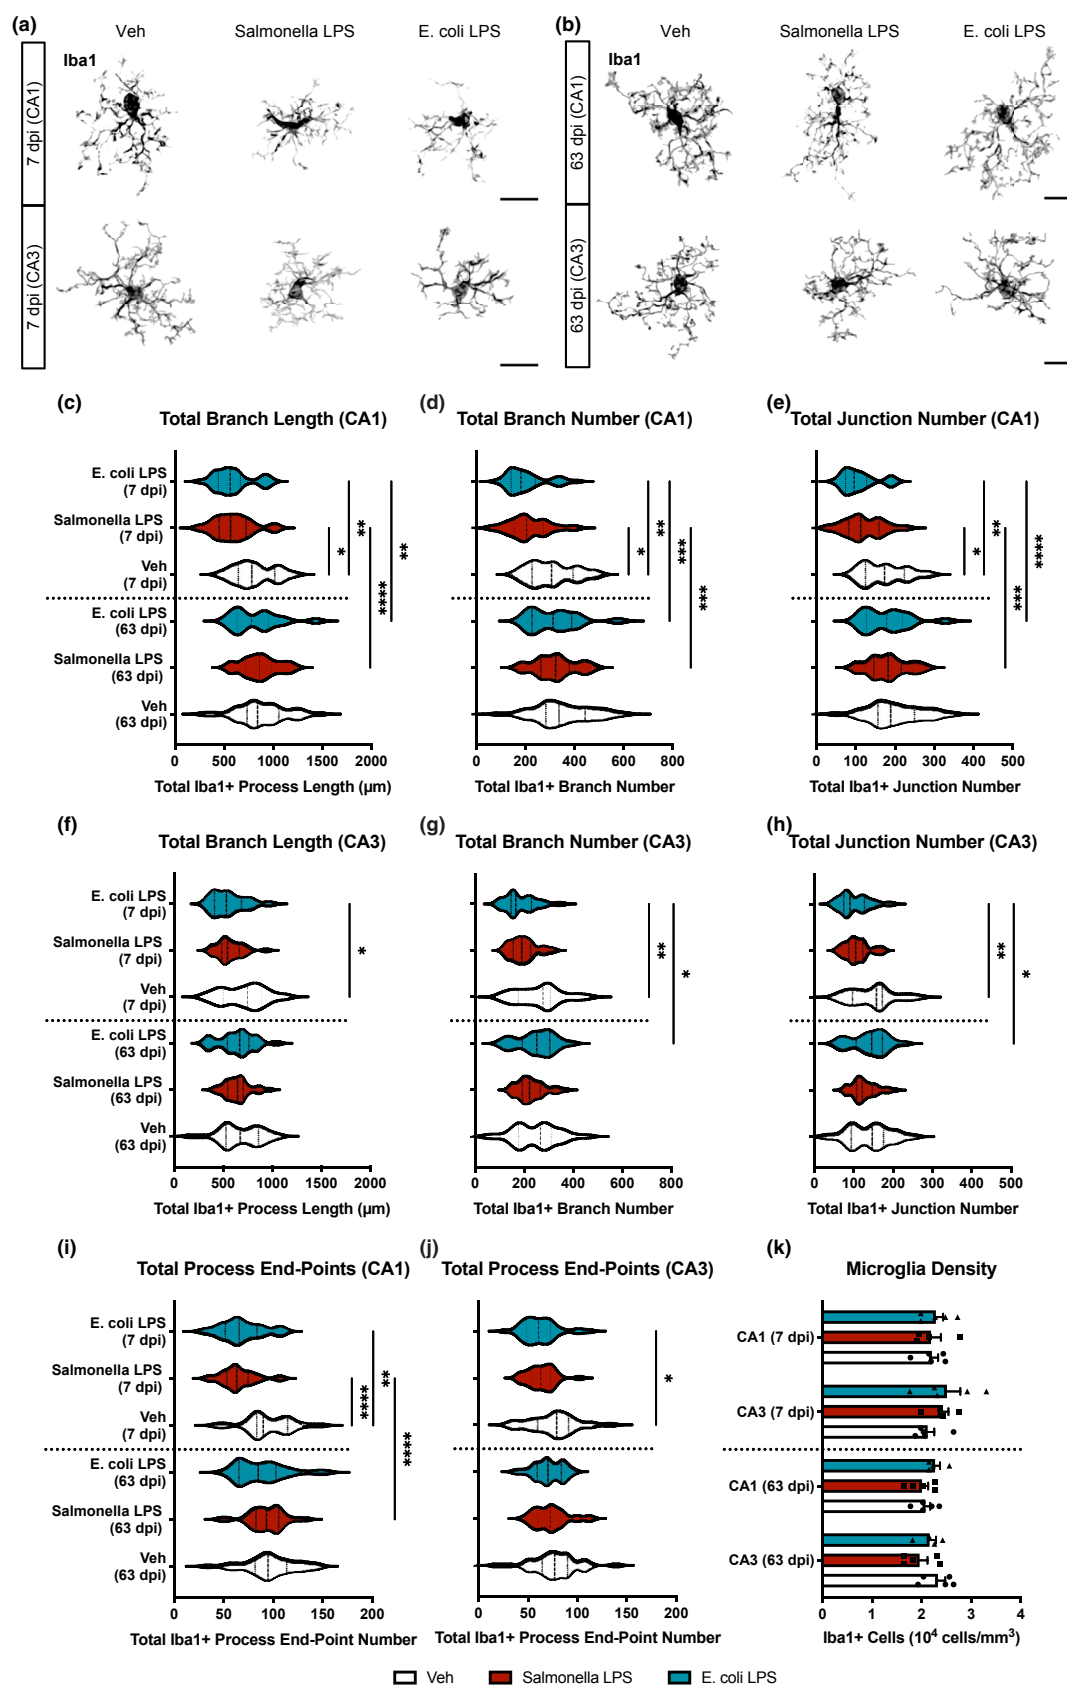 (a)
Veh
Salmonella LPS
E. coli LPS
Iba1
7 dpi (CA1)
7 dpi (CA3)
(b)
Veh
Salmonella LPS
E. coli LPS
Iba1
63 dpi (CA1)
63 dpi (CA3)
(c)
Total Branch Length (CA1)
E. coli LPS
(7 dpi)
Salmonella LPS
(7 dpi)
Veh
(7 dpi)
E. coli LPS
(63 dpi)
Salmonella LPS
(63 dpi)
Veh
(63 dpi)
*
**
****
**
0 500 1000 1500 2000
Total Iba1+ Process Length (µm)
(d)
Total Branch Number (CA1)
*
**
***
***
0 200 400 600 800
Total Iba1+ Branch Number
(e)
Total Junction Number (CA1)
*
**
***
****
0 100 200 300 400 500
Total Iba1+ Junction Number
(f)
Total Branch Length (CA3)
E. coli LPS
(7 dpi)
Salmonella LPS
(7 dpi)
Veh
(7 dpi)
E. coli LPS
(63 dpi)
Salmonella LPS
(63 dpi)
Veh
(63 dpi)
*
0 500 1000 1500 2000
Total Iba1+ Process Length (µm)
(g)
Total Branch Number (CA3)
**
*
0 200 400 600 800
Total Iba1+ Branch Number
(h)
Total Junction Number (CA3)
**
*
0 100 200 300 400 500
Total Iba1+ Junction Number
(i)
Total Process End-Points (CA1)
E. coli LPS
(7 dpi)
Salmonella LPS
(7 dpi)
Veh
(7 dpi)
E. coli LPS
(63 dpi)
Salmonella LPS
(63 dpi)
Veh
(63 dpi)
****
**
****
0 50 100 150 200
Total Iba1+ Process End-Point Number
(j)
Total Process End-Points (CA3)
*
0 50 100 150 200
Total Iba1+ Process End-Point Number
(k)
Microglia Density
CA1 (7 dpi)
CA3 (7 dpi)
CA1 (63 dpi)
CA3 (63 dpi)
0 1 2 3 4
Iba1+ Cells (10⁴ cells/mm³)
Veh
Salmonella LPS
E. coli LPS